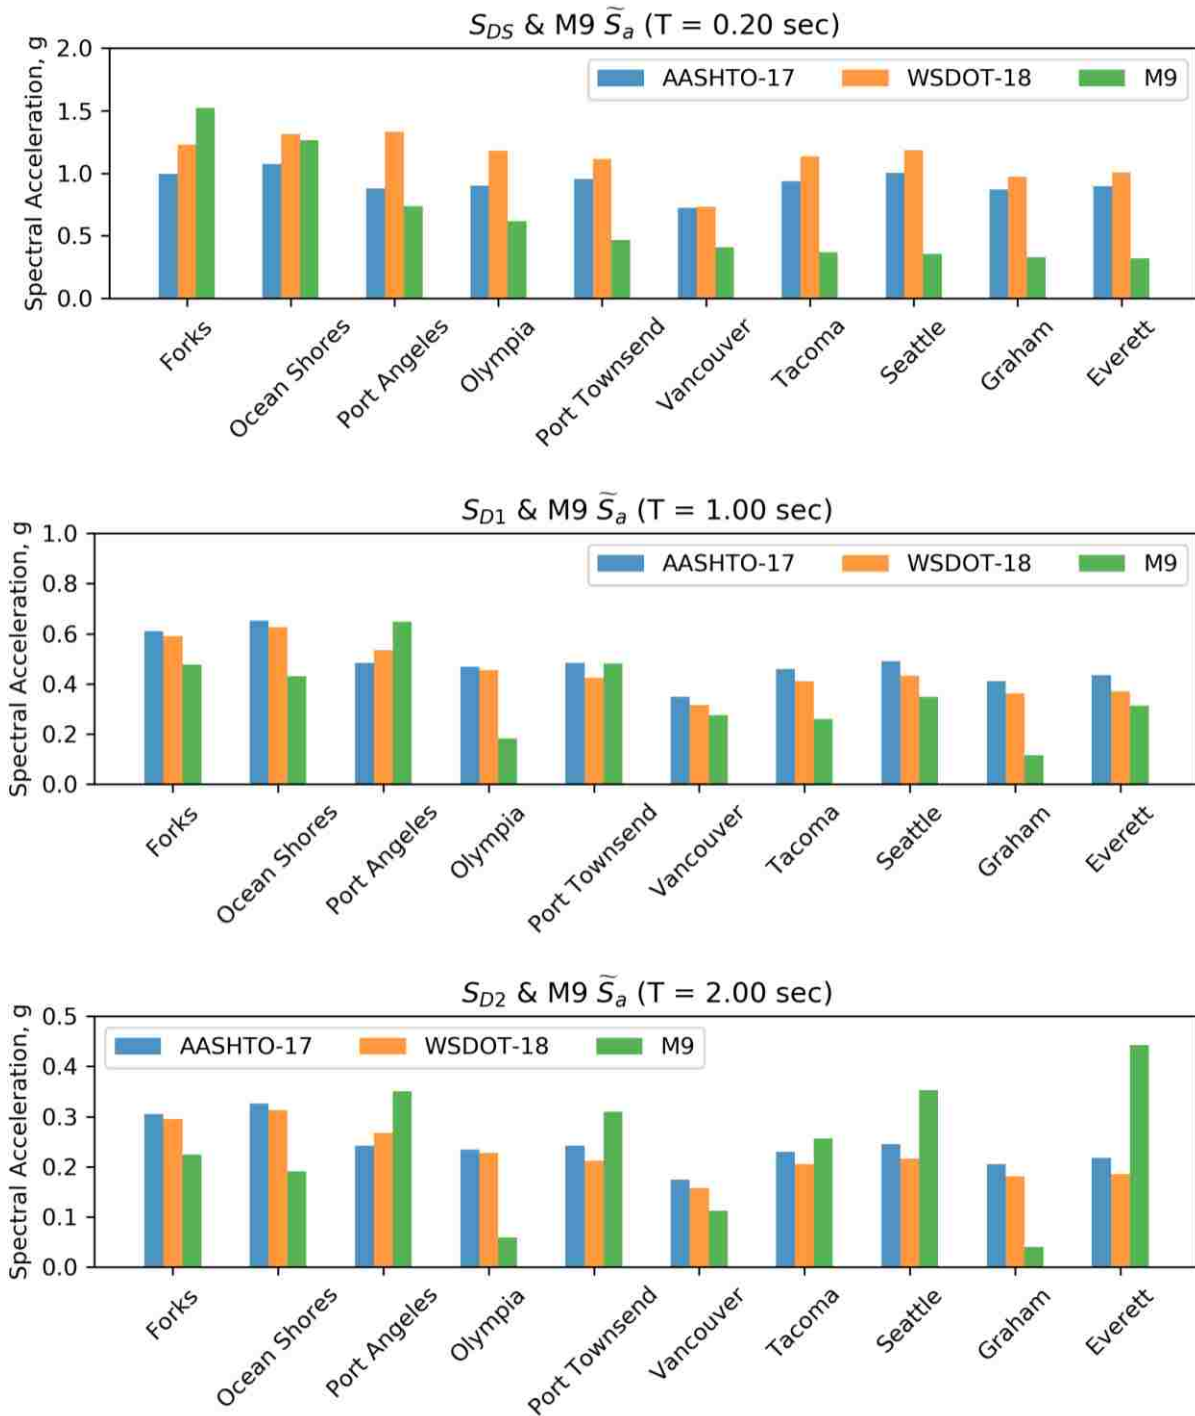 S_DS & M9 S̃_a (T = 0.20 sec)
Spectral Acceleration, g
2.0
1.5
1.0
0.5
0.0
AASHTO-17 WSDOT-18 M9
Forks Ocean Shores Port Angeles Olympia Port Townsend Vancouver Tacoma Seattle Graham Everett
S_D1 & M9 S̃_a (T = 1.00 sec)
Spectral Acceleration, g
1.0
0.8
0.6
0.4
0.2
0.0
AASHTO-17 WSDOT-18 M9
Forks Ocean Shores Port Angeles Olympia Port Townsend Vancouver Tacoma Seattle Graham Everett
S_D2 & M9 S̃_a (T = 2.00 sec)
Spectral Acceleration, g
0.5
0.4
0.3
0.2
0.1
0.0
AASHTO-17 WSDOT-18 M9
Forks Ocean Shores Port Angeles Olympia Port Townsend Vancouver Tacoma Seattle Graham Everett